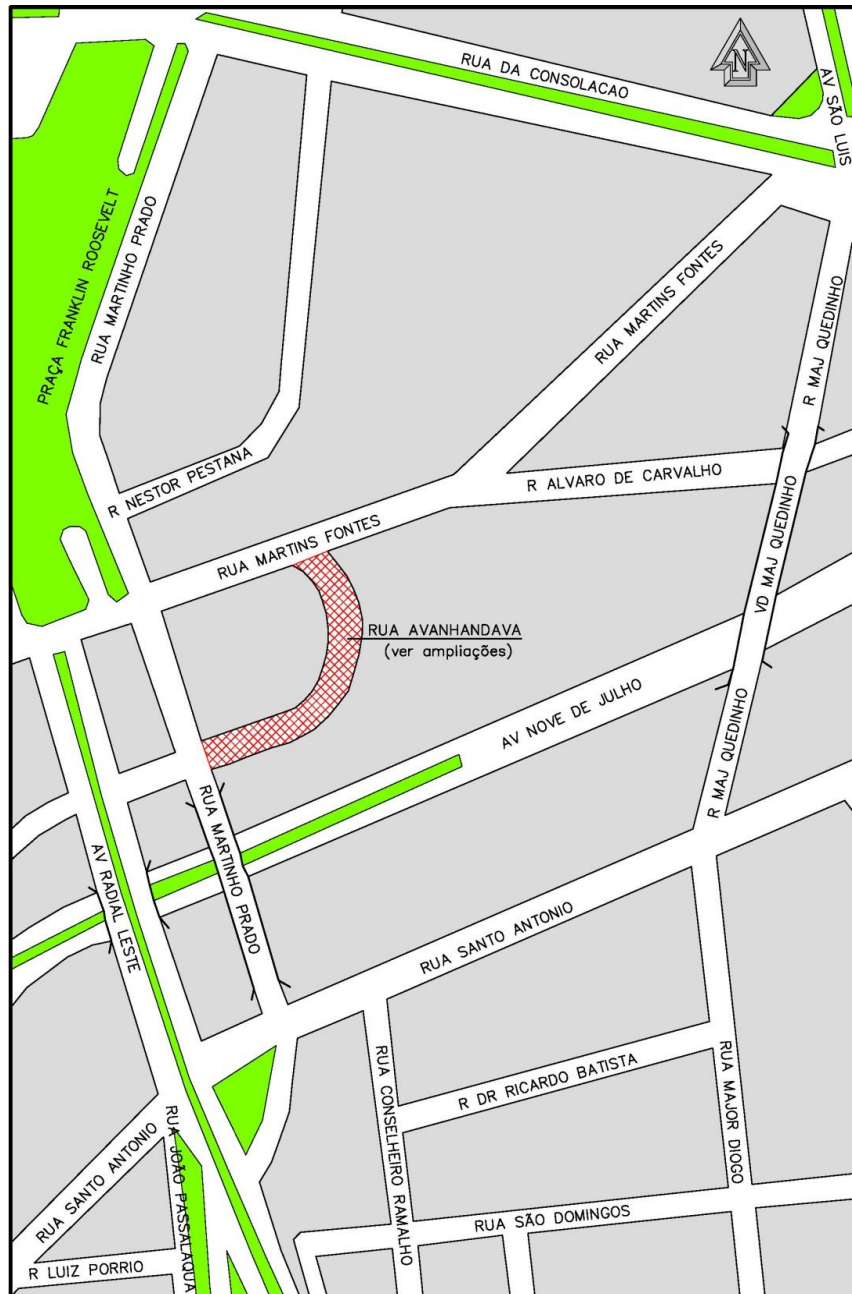 RUA DA CONSOLACAO
N
AV SÃO LUIS
PRAÇA FRANKLIN ROOSEVELT
RUA MARTINHO PRADO
RUA MARTINS FONTES
R MAJ QUEDINHO
R NESTOR PESTANA
R ALVARO DE CARVALHO
RUA MARTINS FONTES
VD MAJ QUEDINHO
RUA AVANHANDAVA
(ver ampliações)
AV NOVE DE JULHO
R MAJ QUEDINHO
RUA MARTINHO PRADO
AV RADIAL LESTE
RUA SANTO ANTONIO
RUA CONSELHEIRO RAMALHO
R DR RICARDO BATISTA
RUA MAJOR DIOGO
RUA SANTO ANTONIO
RUA JOÃO PASSALAQUA
RUA SÃO DOMINGOS
R LUIZ PORRIO